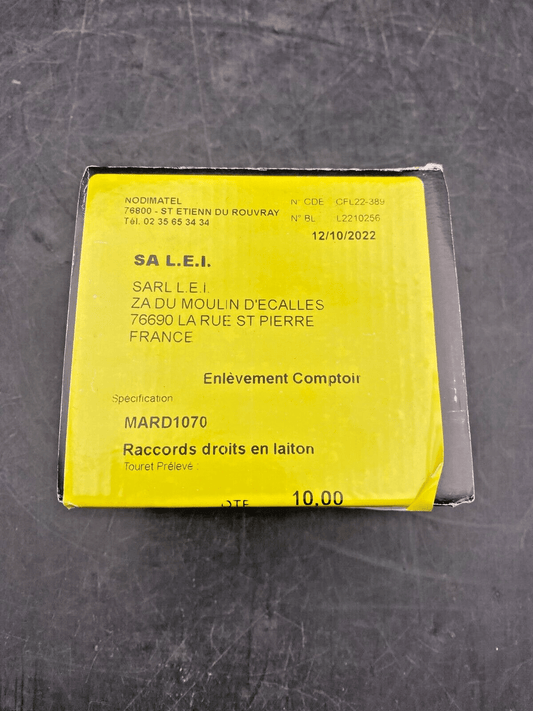 NODIMATEL
76800 - ST ETIENN DU ROUVRAY
Tél. 02 35 65 34 34
N° CDE CFL22-389
N° BL L2210256
12/10/2022
SA L.E.I.
SARL L.E.I.
ZA DU MOULIN D'ECALLES
76690 LA RUE ST PIERRE
FRANCE
Enlèvement Comptoir
Spécification
MARD1070
Raccords droits en laiton
Touret Prélevé :
10,00